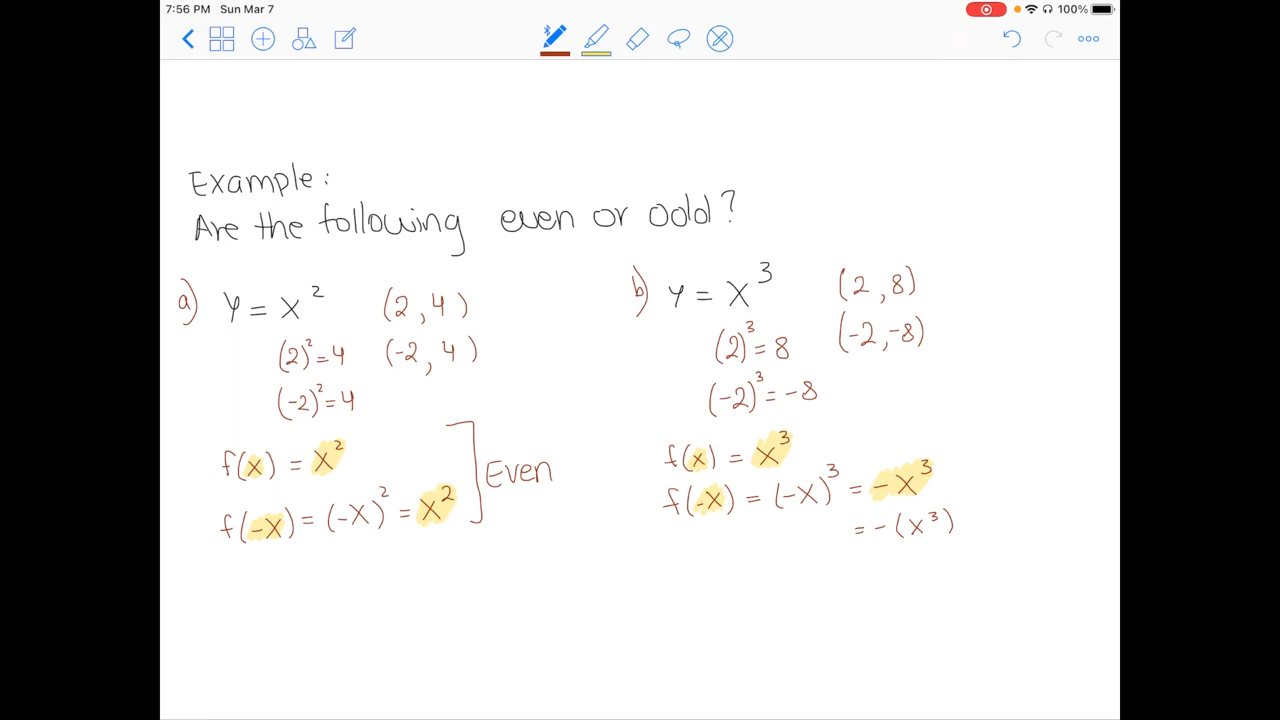 7:56 PM Sun Mar 7
100%
Example:
Are the following even or odd?
a) y = x² (2, 4)
(2)² = 4 (-2, 4)
(-2)² = 4
f(x) = x²
f(-x) = (-x)² = x²
Even
b) y = x³ (2, 8)
(2)³ = 8 (-2, -8)
(-2)³ = -8
f(x) = x³
f(-x) = (-x)³ = -x³
= -(x³)